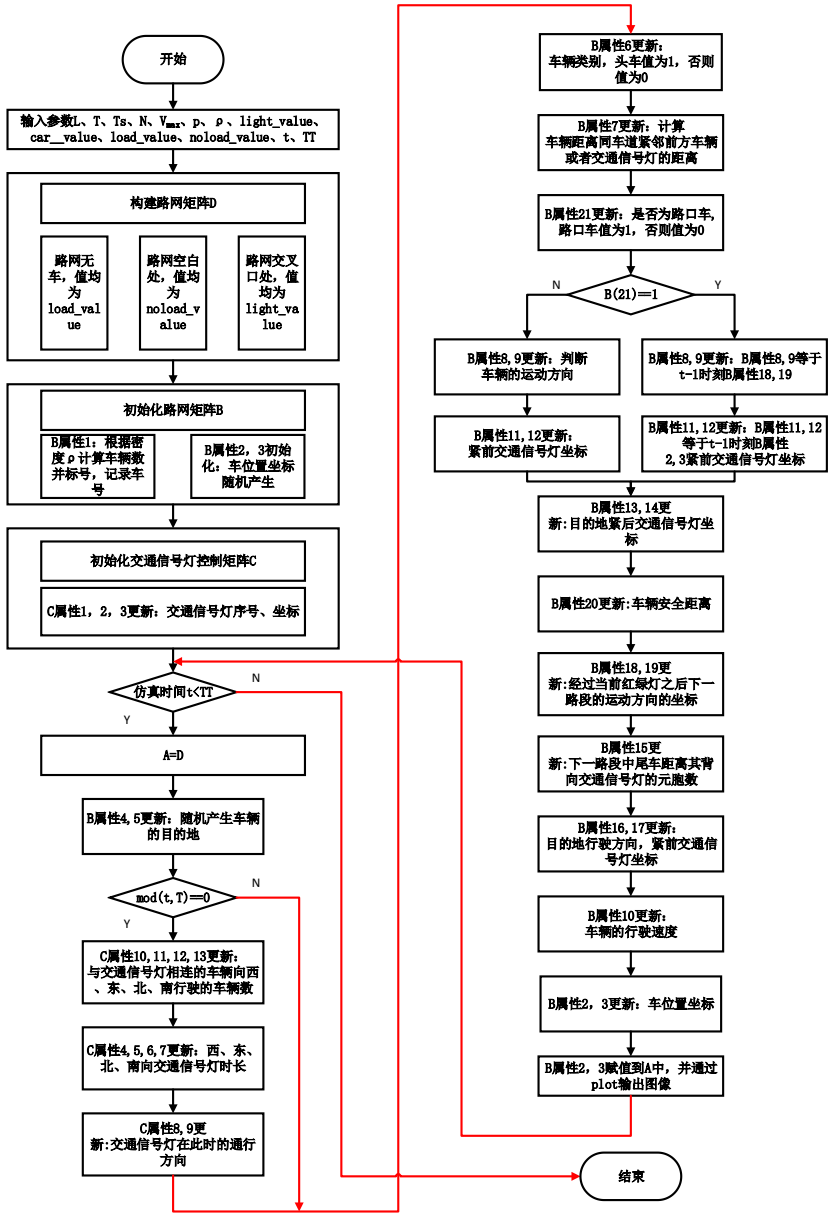 开始
输入参数L、T、Ts、N、Vmax、p、ρ、light_value、
car__value、load_value、noload_value、t、TT
构建路网矩阵D
路网无
车，值均
为
load_val
ue
路网空白
处，值均
为
noload_v
alue
路网交叉
口处，值
均为
light_va
lue
初始化路网矩阵B
B属性1：根据密
度ρ计算车辆数
并标号，记录车
号
B属性2，3初始
化：车位置坐标
随机产生
初始化交通信号灯控制矩阵C
C属性1，2，3更新：交通信号灯序号、坐标
仿真时间t<TT
N
Y
A=D
B属性4,5更新：随机产生车辆
的目的地
mod(t,T)==0
N
Y
C属性10,11,12,13更新：
与交通信号灯相连的车辆向西
、东、北、南行驶的车辆数
C属性4,5,6,7更新：西、东、
北、南向交通信号灯时长
C属性8,9更
新:交通信号灯在此时的通行
方向
B属性6更新：
车辆类别，头车值为1，否则
值为0
B属性7更新：计算
车辆距离同车道紧邻前方车辆
或者交通信号灯的距离
B属性21更新：是否为路口车,
路口车值为1，否则值为0
B(21)==1
N
Y
B属性8,9更新：判断
车辆的运动方向
B属性8,9更新：B属性8,9等于
t-1时刻B属性18,19
B属性11,12更新：
紧前交通信号灯坐标
B属性11,12更新：B属性11,12
等于t-1时刻B属性
2,3紧前交通信号灯坐标
B属性13,14更
新:目的地紧后交通信号灯坐
标
B属性20更新:车辆安全距离
B属性18,19更
新:经过当前红绿灯之后下一
路段的运动方向的坐标
B属性15更
新:下一路段中尾车距离其背
向交通信号灯的元胞数
B属性16,17更新：
目的地行驶方向，紧前交通信
号灯坐标
B属性10更新：
车辆的行驶速度
B属性2，3更新：车位置坐标
B属性2，3赋值到A中，并通过
plot输出图像
结束